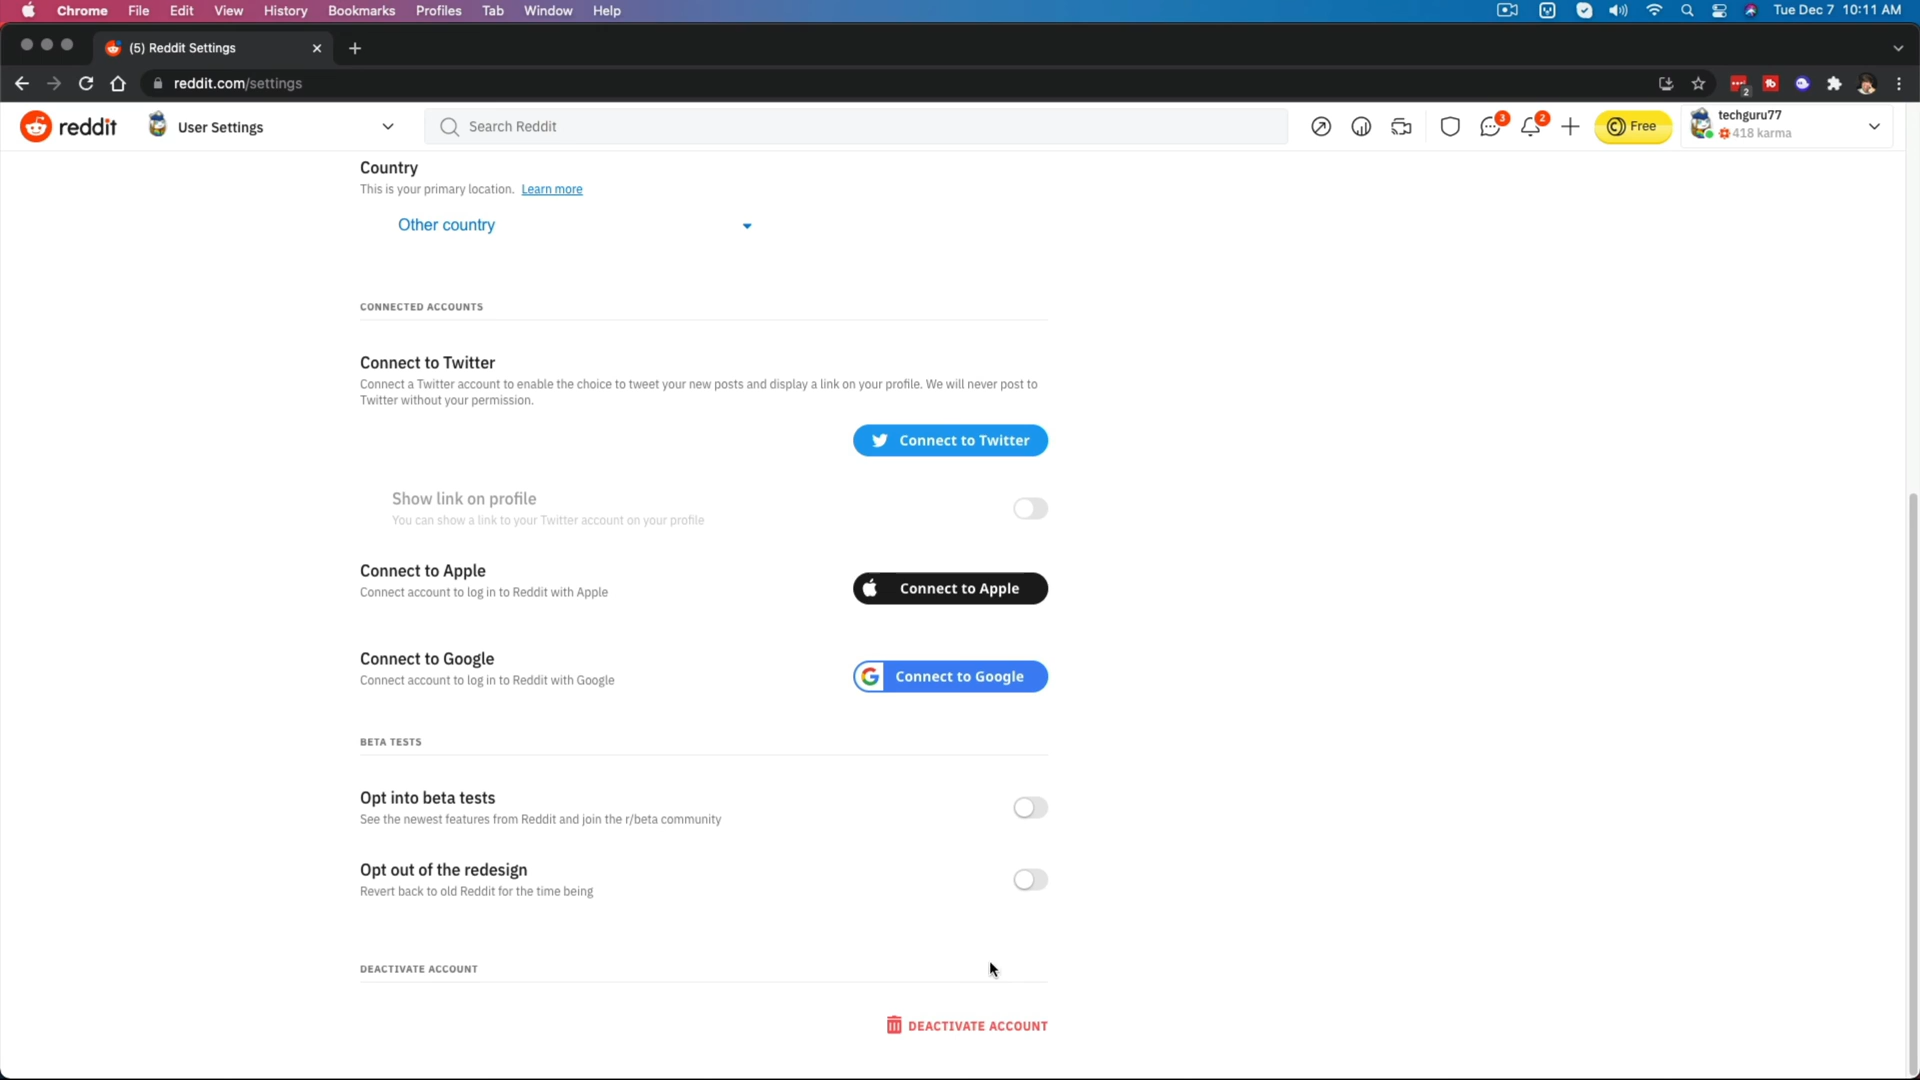 Chrome File Edit View History Bookmarks Profiles Tab Window Help Tue Dec 7 10:11 AM
(5) Reddit Settings
reddit.com/settings
2
reddit User Settings Search Reddit 3 2 Free techguru77
418 karma
Country
This is your primary location. Learn more
Other country
CONNECTED ACCOUNTS
Connect to Twitter
Connect a Twitter account to enable the choice to tweet your new posts and display a link on your profile. We will never post to
Twitter without your permission.
Connect to Twitter
Show link on profile
You can show a link to your Twitter account on your profile
Connect to Apple
Connect account to log in to Reddit with Apple
Connect to Apple
Connect to Google
Connect account to log in to Reddit with Google
Connect to Google
BETA TESTS
Opt into beta tests
See the newest features from Reddit and join the r/beta community
Opt out of the redesign
Revert back to old Reddit for the time being
DEACTIVATE ACCOUNT
DEACTIVATE ACCOUNT